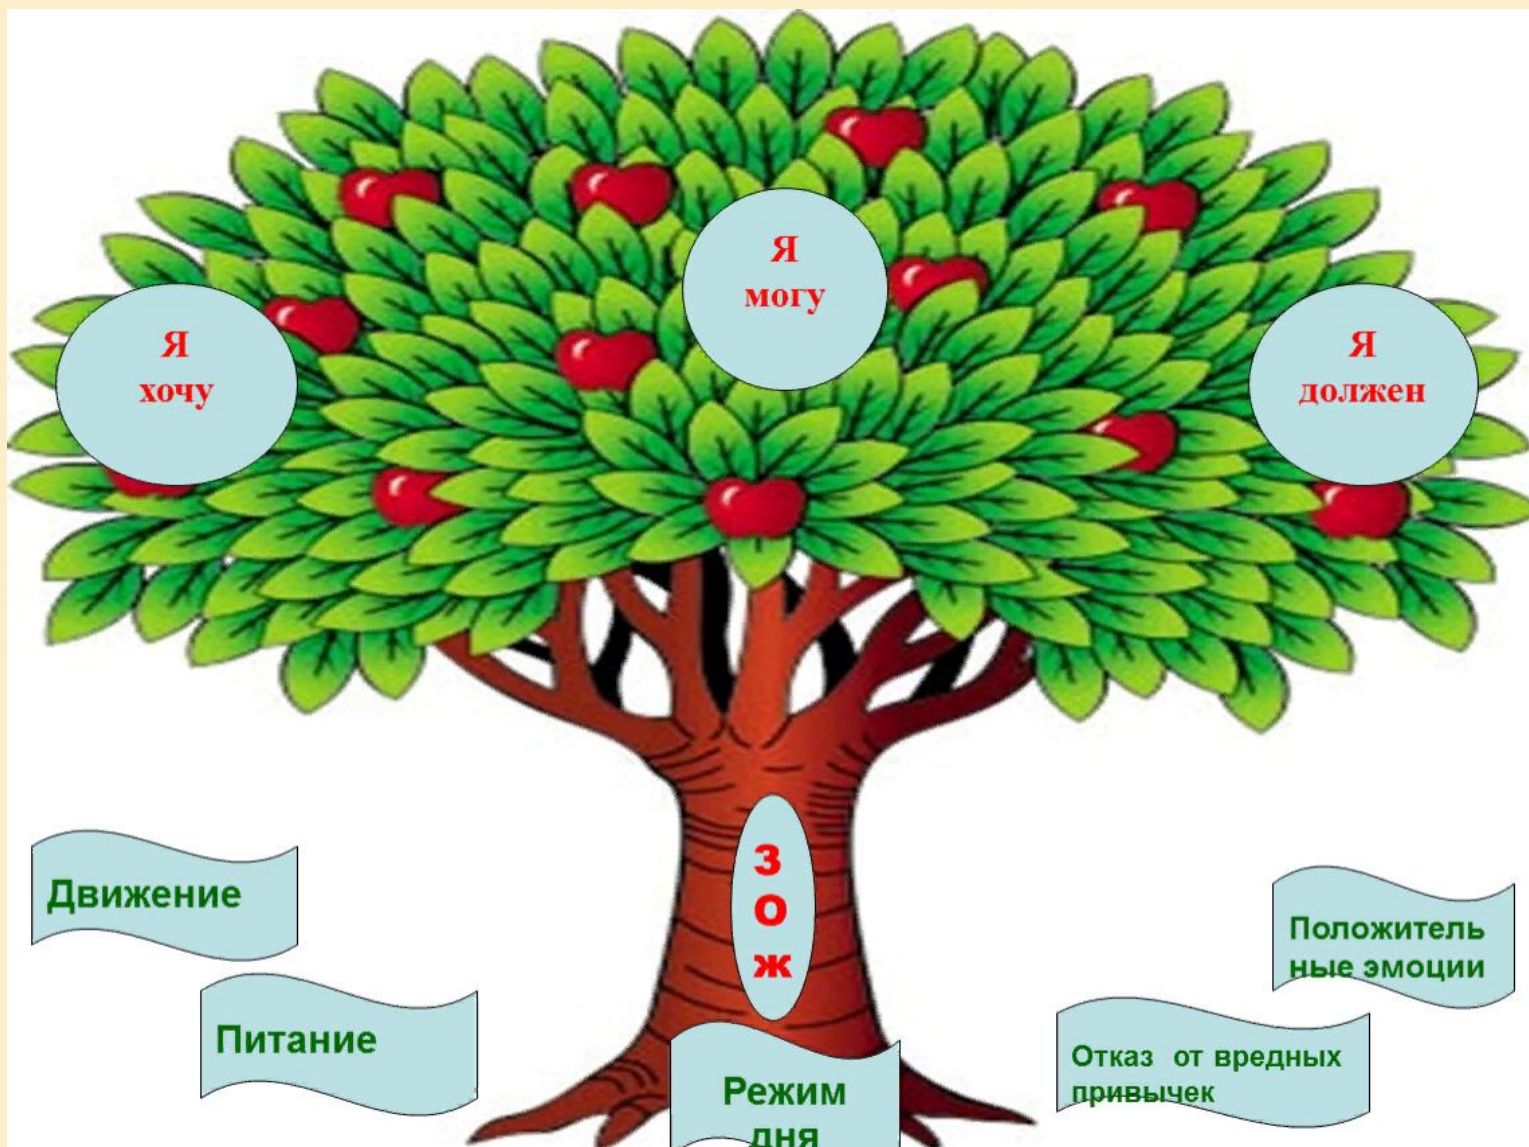 Я
могу
Я
хочу
Я
должен
З
О
ж
Движение
Питание
Режим
дня
Отказ от вредных
привычек
Положитель
ные эмоции